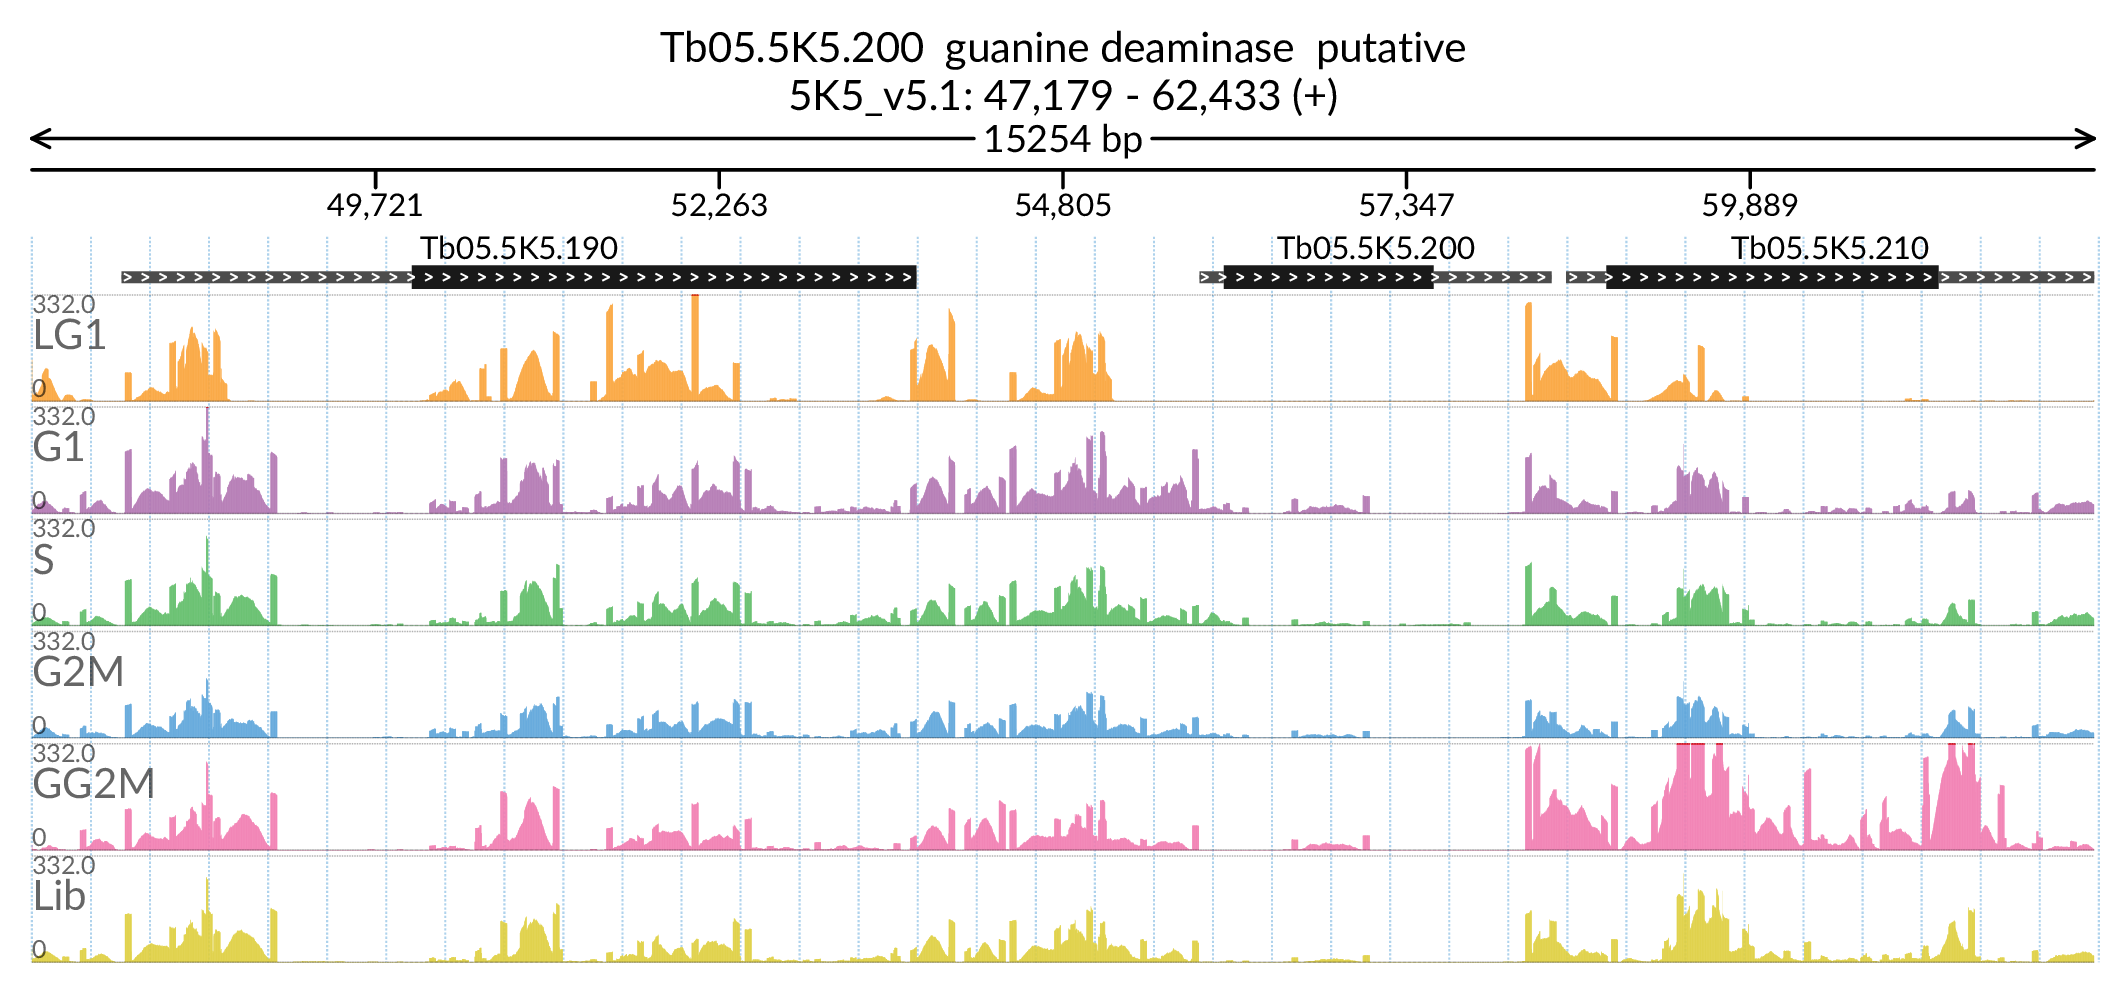 Tb05.5K5.200 guanine deaminase putative
5K5_v5.1: 47,179 - 62,433 (+)
15254 bp
49,721 52,263 54,805 57,347 59,889
Tb05.5K5.190 Tb05.5K5.200 Tb05.5K5.210
332.0
LG1
0
332.0
G1
0
332.0
S
0
332.0
G2M
0
332.0
GG2M
0
332.0
Lib
0